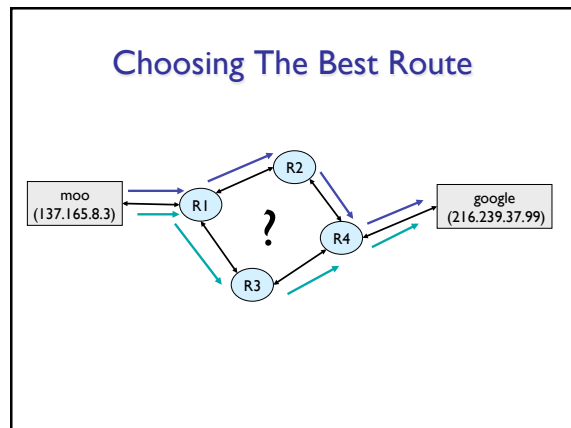 Choosing The Best Route
moo
(137.165.8.3)
R1
R2
?
R3
R4
google
(216.239.37.99)